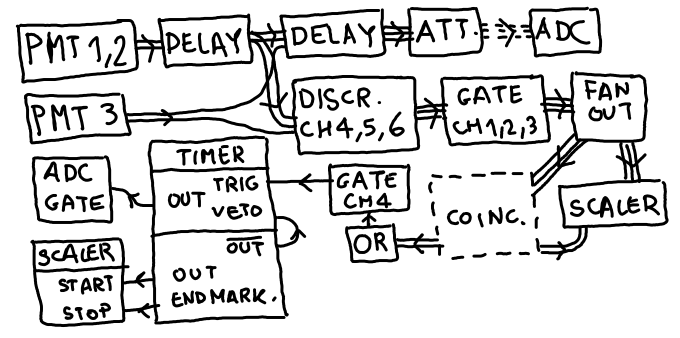 PMT 1,2
DELAY
DELAY
ATT.
ADC
PMT 3
DISCR.
CH4,5,6
GATE
CH1,2,3
FAN
OUT
ADC
GATE
TIMER
OUT
TRIG
VETO
OUT
OUT
ENDMARK.
GATE
CH4
OR
COINC.
SCALER
SCALER
START
STOP